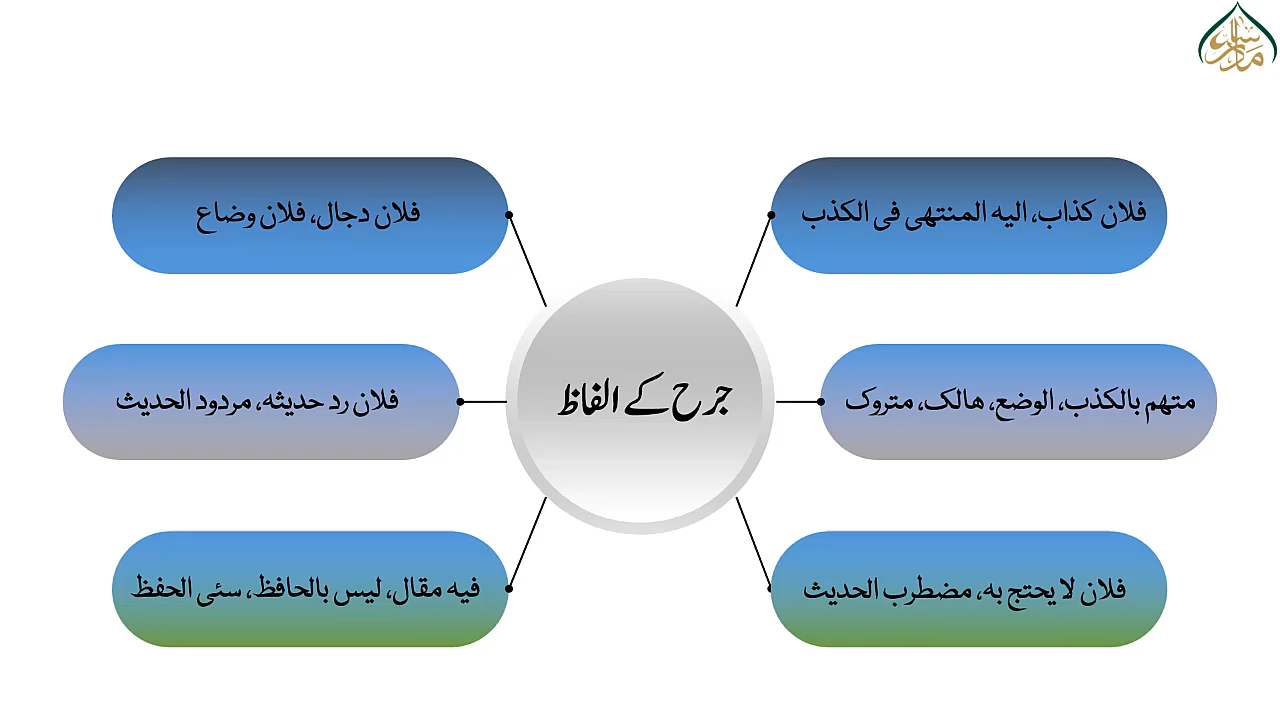 فلان کذاب، الیه المنتهی فی الکذب
فلان دجال، فلان وضاع
جرح کے الفاظ
متهم بالکذب، الوضع، هالک، متروک
فلان رد حدیثه، مردود الحدیث
فلان لا یحتج به، مضطرب الحدیث
فیه مقال، لیس بالحافظ، سئی الحفظ